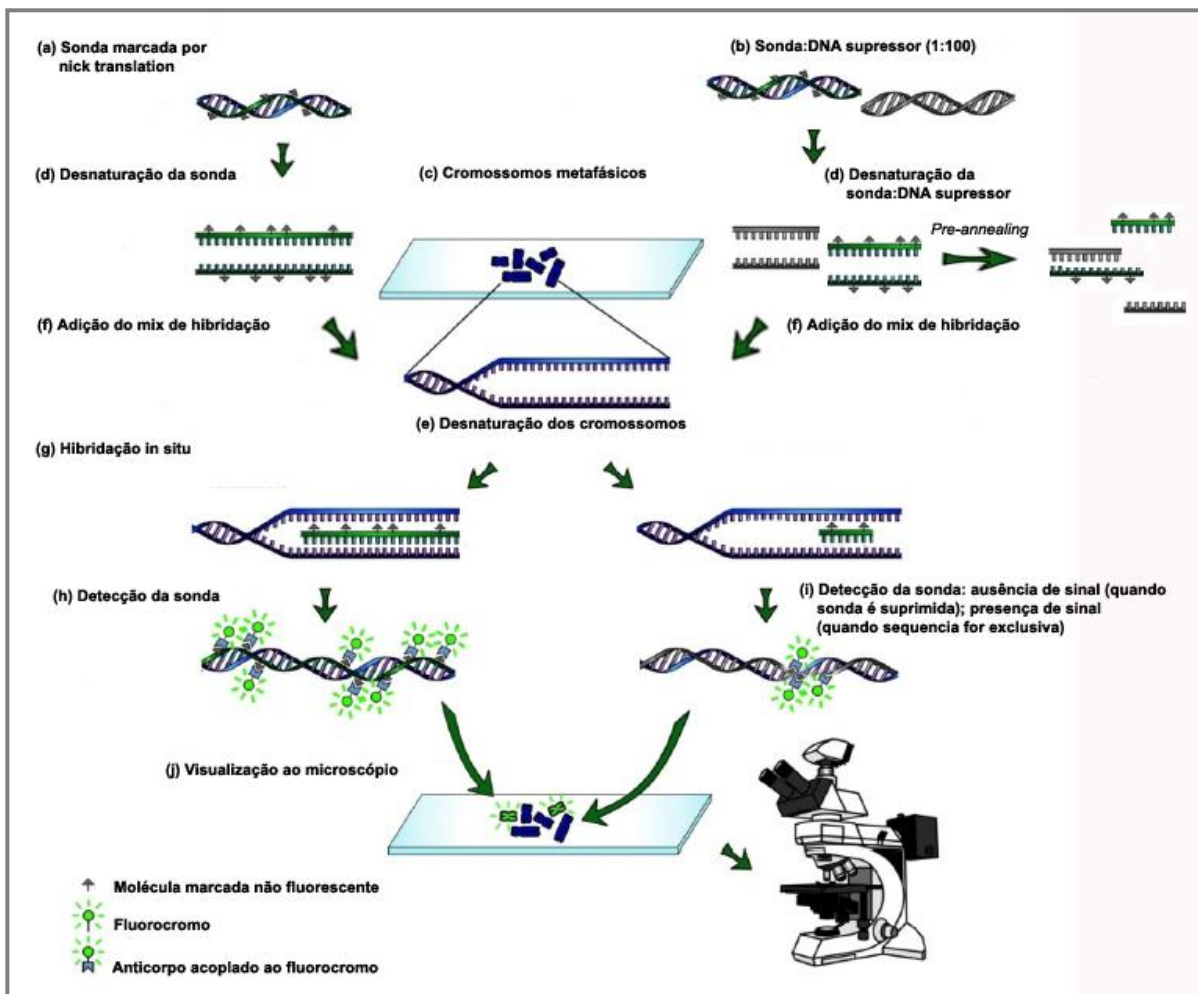 (a) Sonda marcada por
nick translation
(b) Sonda:DNA supressor (1:100)
(d) Desnaturação da sonda
(c) Cromossomos metafásicos
(d) Desnaturação da
sonda:DNA supressor
Pre-annealing
(f) Adição do mix de hibridação
(f) Adição do mix de hibridação
(e) Desnaturação dos cromossomos
(g) Hibridação in situ
(h) Detecção da sonda
(i) Detecção da sonda: ausência de sinal (quando
sonda é suprimida); presença de sinal
(quando sequencia for exclusiva)
(j) Visualização ao microscópio
Molécula marcada não fluorescente
Fluorocromo
Anticorpo acoplado ao fluorocromo